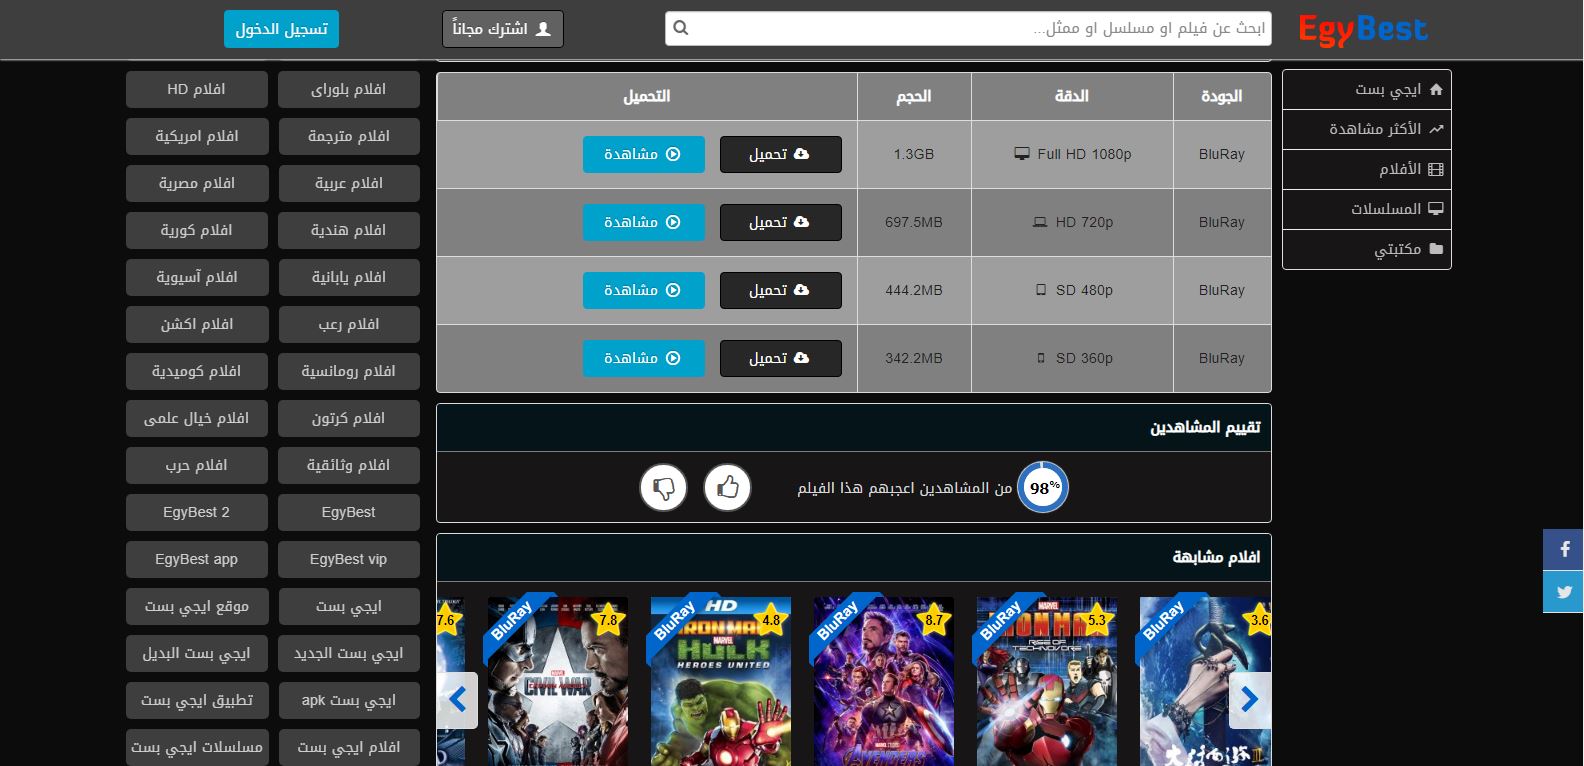 EgyBest
ابحث عن فيلم او مسلسل او ممثل...
اشترك مجاناً
تسجيل الدخول
ايجي بست
الأكثر مشاهدة
الأفلام
المسلسلات
مكتبتي
الجودة الدقة الحجم التحميل
BluRay Full HD 1080p 1.3GB تحميل مشاهدة
BluRay HD 720p 697.5MB تحميل مشاهدة
BluRay SD 480p 444.2MB تحميل مشاهدة
BluRay SD 360p 342.2MB تحميل مشاهدة
تقييم المشاهدين
98% من المشاهدين اعجبهم هذا الفيلم
افلام مشابهة
BluRay 3.6
BluRay 5.3
MARVEL
IRON MAN
RISE OF
TECHNOVORE
BluRay 8.7
MARVEL STUDIOS
AVENGERS
HD 4.8
IRON MAN
MARVEL
HULK
HEROES UNITED
BluRay 7.8
MARVEL
CAPTAIN AMERICA
CIVIL WAR
7.6
افلام بلوراى افلام HD
افلام مترجمة افلام امريكية
افلام عربية افلام مصرية
افلام هندية افلام كورية
افلام يابانية افلام آسيوية
افلام رعب افلام اكشن
افلام رومانسية افلام كوميدية
افلام كرتون افلام خيال علمى
افلام وثائقية افلام حرب
EgyBest EgyBest 2
EgyBest vip EgyBest app
ايجي بست موقع ايجي بست
ايجي بست الجديد ايجي بست البديل
ايجي بست apk تطبيق ايجي بست
افلام ايجي بست مسلسلات ايجي بست